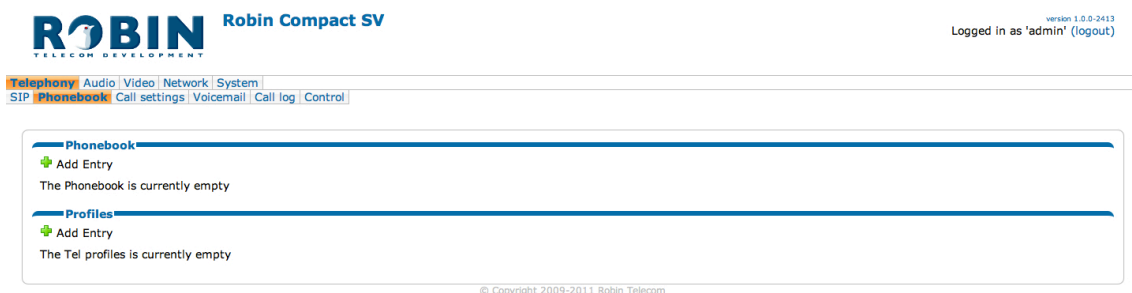 ROBIN
TELECOM DEVELOPMENT
Robin Compact SV
version 1.0.0-2413
Logged in as 'admin' (logout)
Telephony Audio Video Network System
SIP Phonebook Call settings Voicemail Call log Control
Phonebook
Add Entry
The Phonebook is currently empty
Profiles
Add Entry
The Tel profiles is currently empty
© Copyright 2009-2011 Robin Telecom